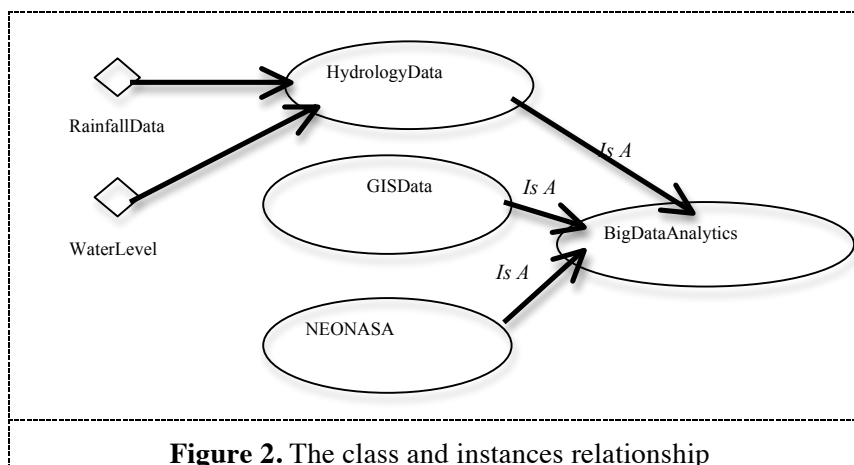 HydrologyData
RainfallData
Is A
GISData
Is A
WaterLevel
BigDataAnalytics
Is A
NEONASA
Figure 2. The class and instances relationship